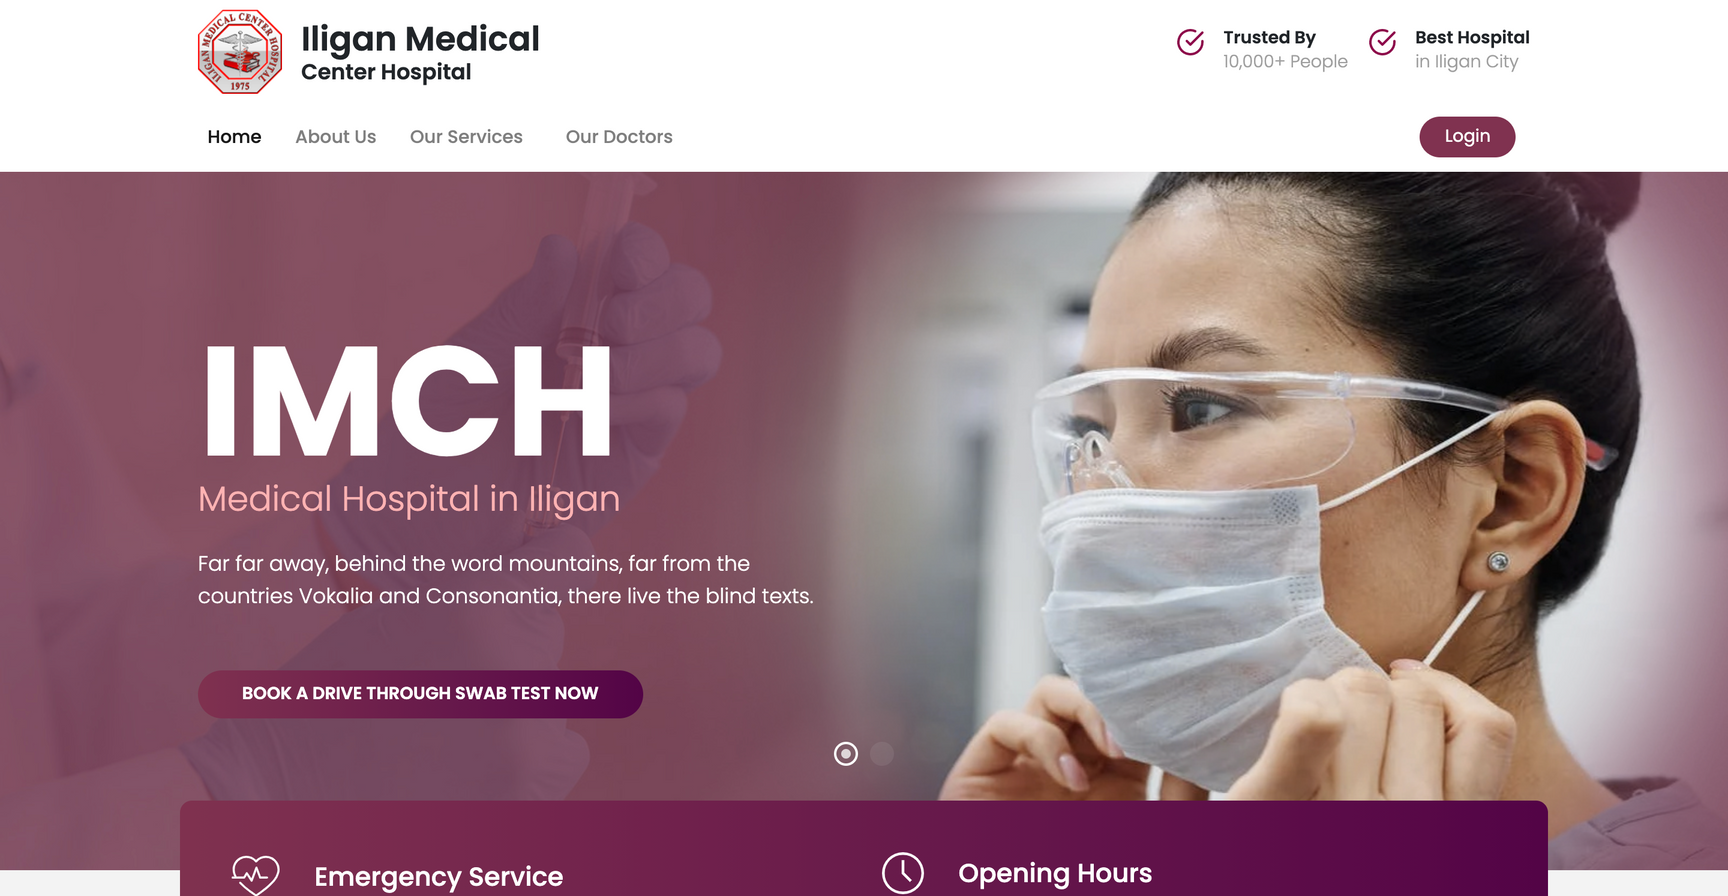 ILIGAN MEDICAL CENTER HOSPITAL
1975
Iligan Medical
Center Hospital
Trusted By
10,000+ People
Best Hospital
in Iligan City
Home
About Us
Our Services
Our Doctors
Login
IMCH
Medical Hospital in Iligan
Far far away, behind the word mountains, far from the
countries Vokalia and Consonantia, there live the blind texts.
BOOK A DRIVE THROUGH SWAB TEST NOW
Emergency Service
Opening Hours